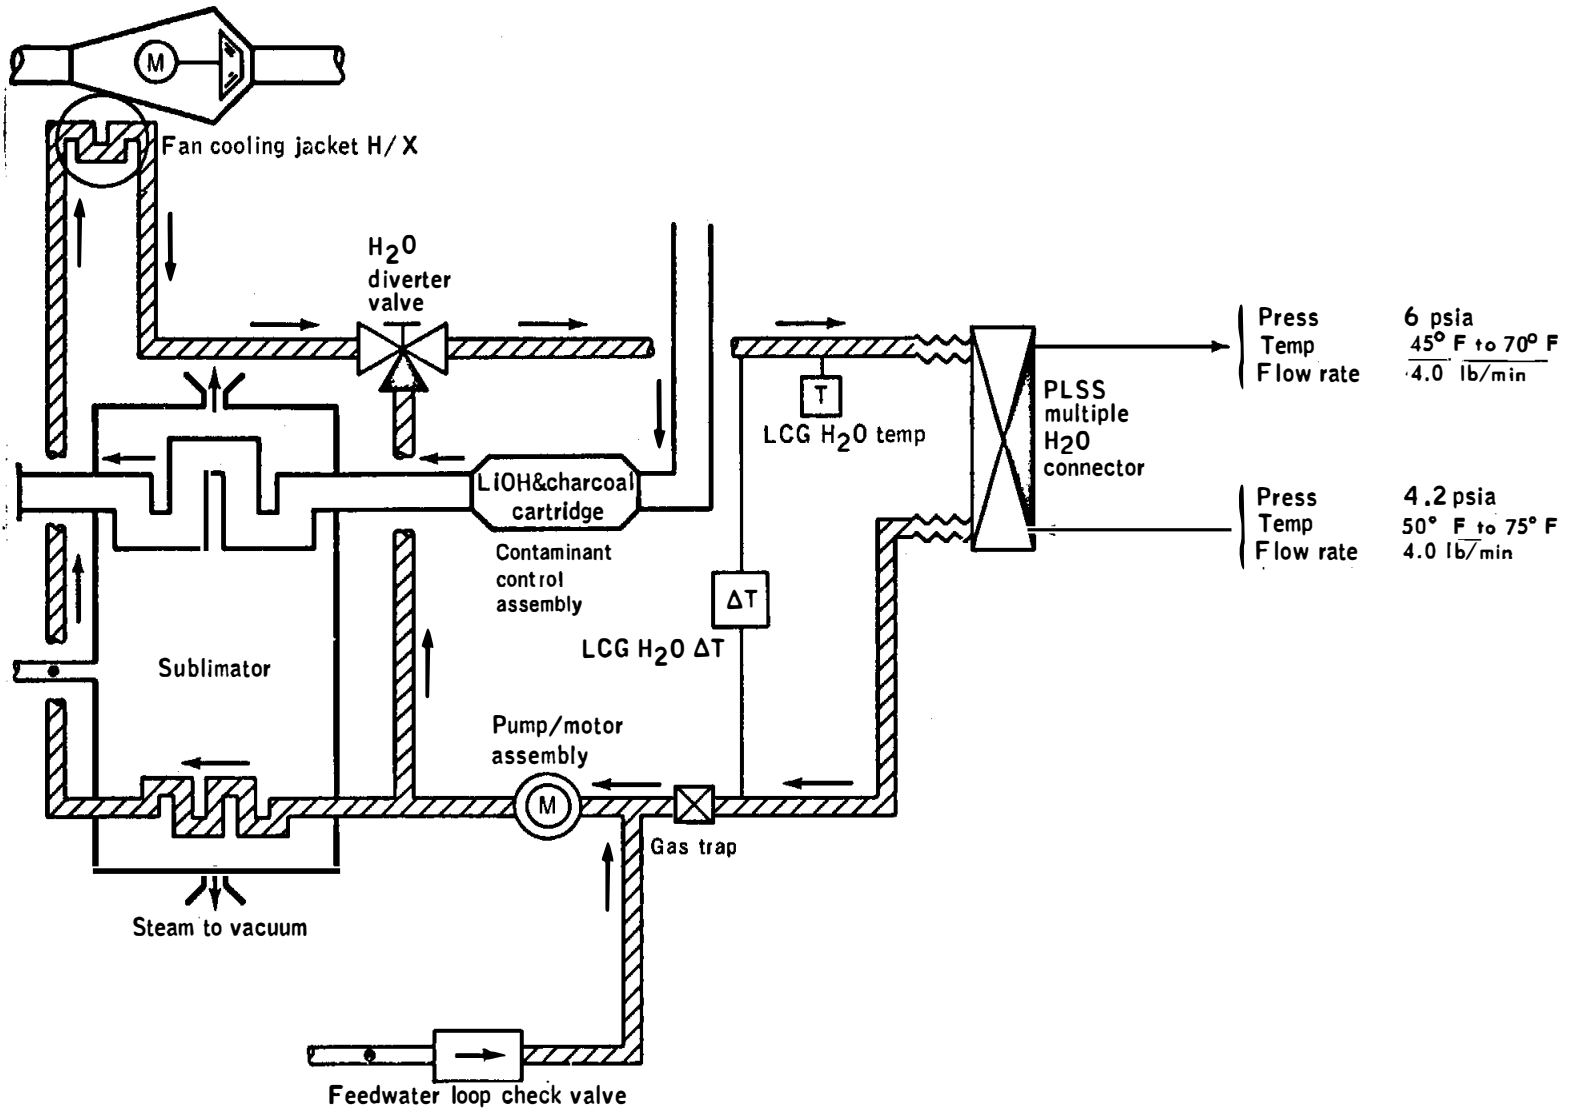 M
Fan cooling jacket H/X
H2O
diverter
valve
Press 6 psia
Temp 45° F to 70° F
Flow rate 4.0 lb/min
T
LCG H2O temp
PLSS
multiple
H2O
connector
LiOH&charcoal
cartridge
Press 4.2 psia
Temp 50° F to 75° F
Flow rate 4.0 lb/min
Contaminant
control
assembly
ΔT
LCG H2O ΔT
Sublimator
Pump/motor
assembly
M
Gas trap
Steam to vacuum
Feedwater loop check valve